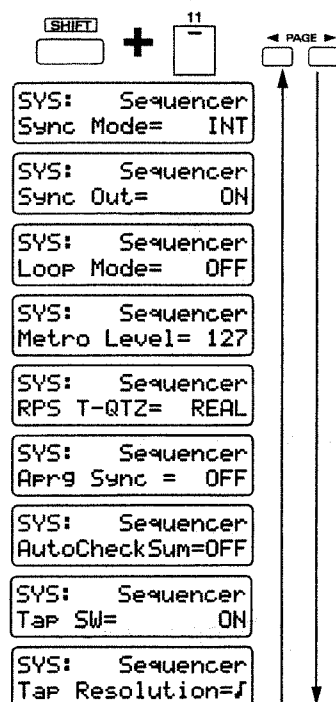 SHIFT
11
◄ PAGE ►
SYS: Sequencer
Sync Mode= INT
SYS: Sequencer
Sync Out= ON
SYS: Sequencer
Loop Mode= OFF
SYS: Sequencer
Metro Level= 127
SYS: Sequencer
RPS T-QTZ= REAL
SYS: Sequencer
Aprg Sync = OFF
SYS: Sequencer
AutoCheckSum=OFF
SYS: Sequencer
Tap SW= ON
SYS: Sequencer
Tap Resolution=♪